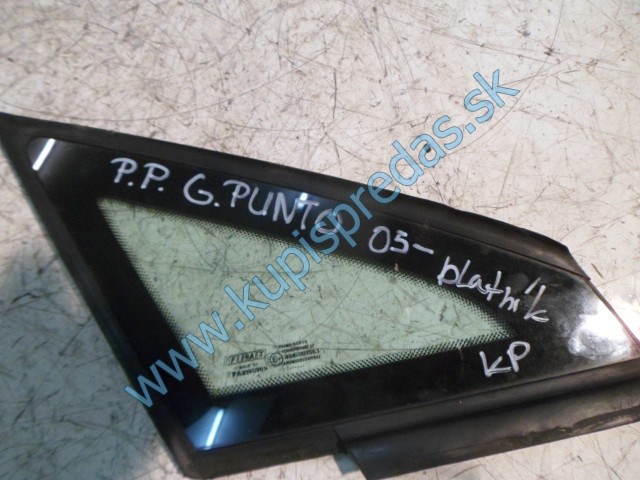 P.P. G.PUNTO 05-
blatník
KP
www.kupispredas.sk